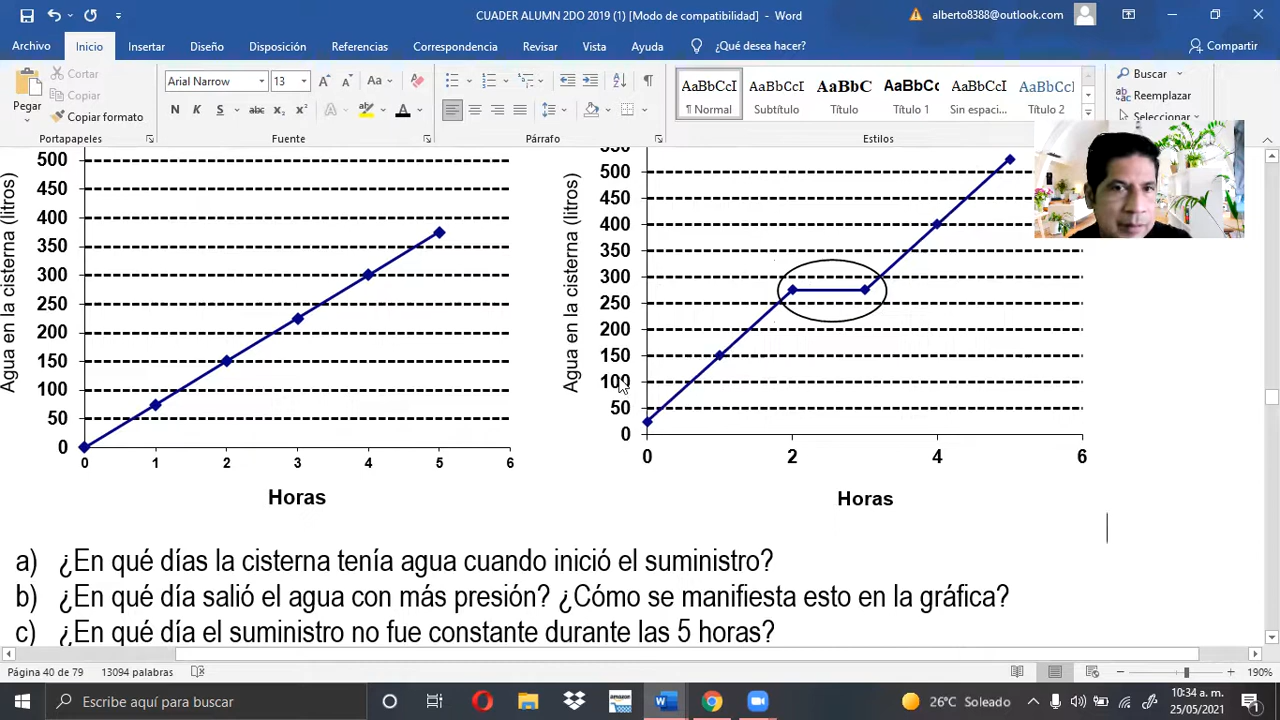 CUADER ALUMN 2DO 2019 (1) [Modo de compatibilidad] - Word
alberto8388@outlook.com
Archivo Inicio Insertar Diseño Disposición Referencias Correspondencia Revisar Vista Ayuda ¿Qué desea hacer? Compartir
Pegar
Cortar
Copiar
Copiar formato
Portapapeles
Arial Narrow 13
N K S abc x₂ x²
Fuente
Párrafo
AaBbCcI AaBbCcI AaBbC AaBbCc AaBbCcI AaBbCcI
¶ Normal Subtítulo Título Título 1 Sin espaci... Título 2
Estilos
Buscar
Reemplazar
Seleccionar
Agua en la cisterna (litros)
500
450
400
350
300
250
200
150
100
50
0
0 1 2 3 4 5 6
Horas
Agua en la cisterna (litros)
550
500
450
400
350
300
250
200
150
100
50
0
0 2 4 6
Horas
a) ¿En qué días la cisterna tenía agua cuando inició el suministro?
b) ¿En qué día salió el agua con más presión? ¿Cómo se manifiesta esto en la gráfica?
c) ¿En qué día el suministro no fue constante durante las 5 horas?
Página 40 de 79 13094 palabras 190%
Escribe aquí para buscar
amazon
26°C Soleado
10:34 a. m.
25/05/2021
1